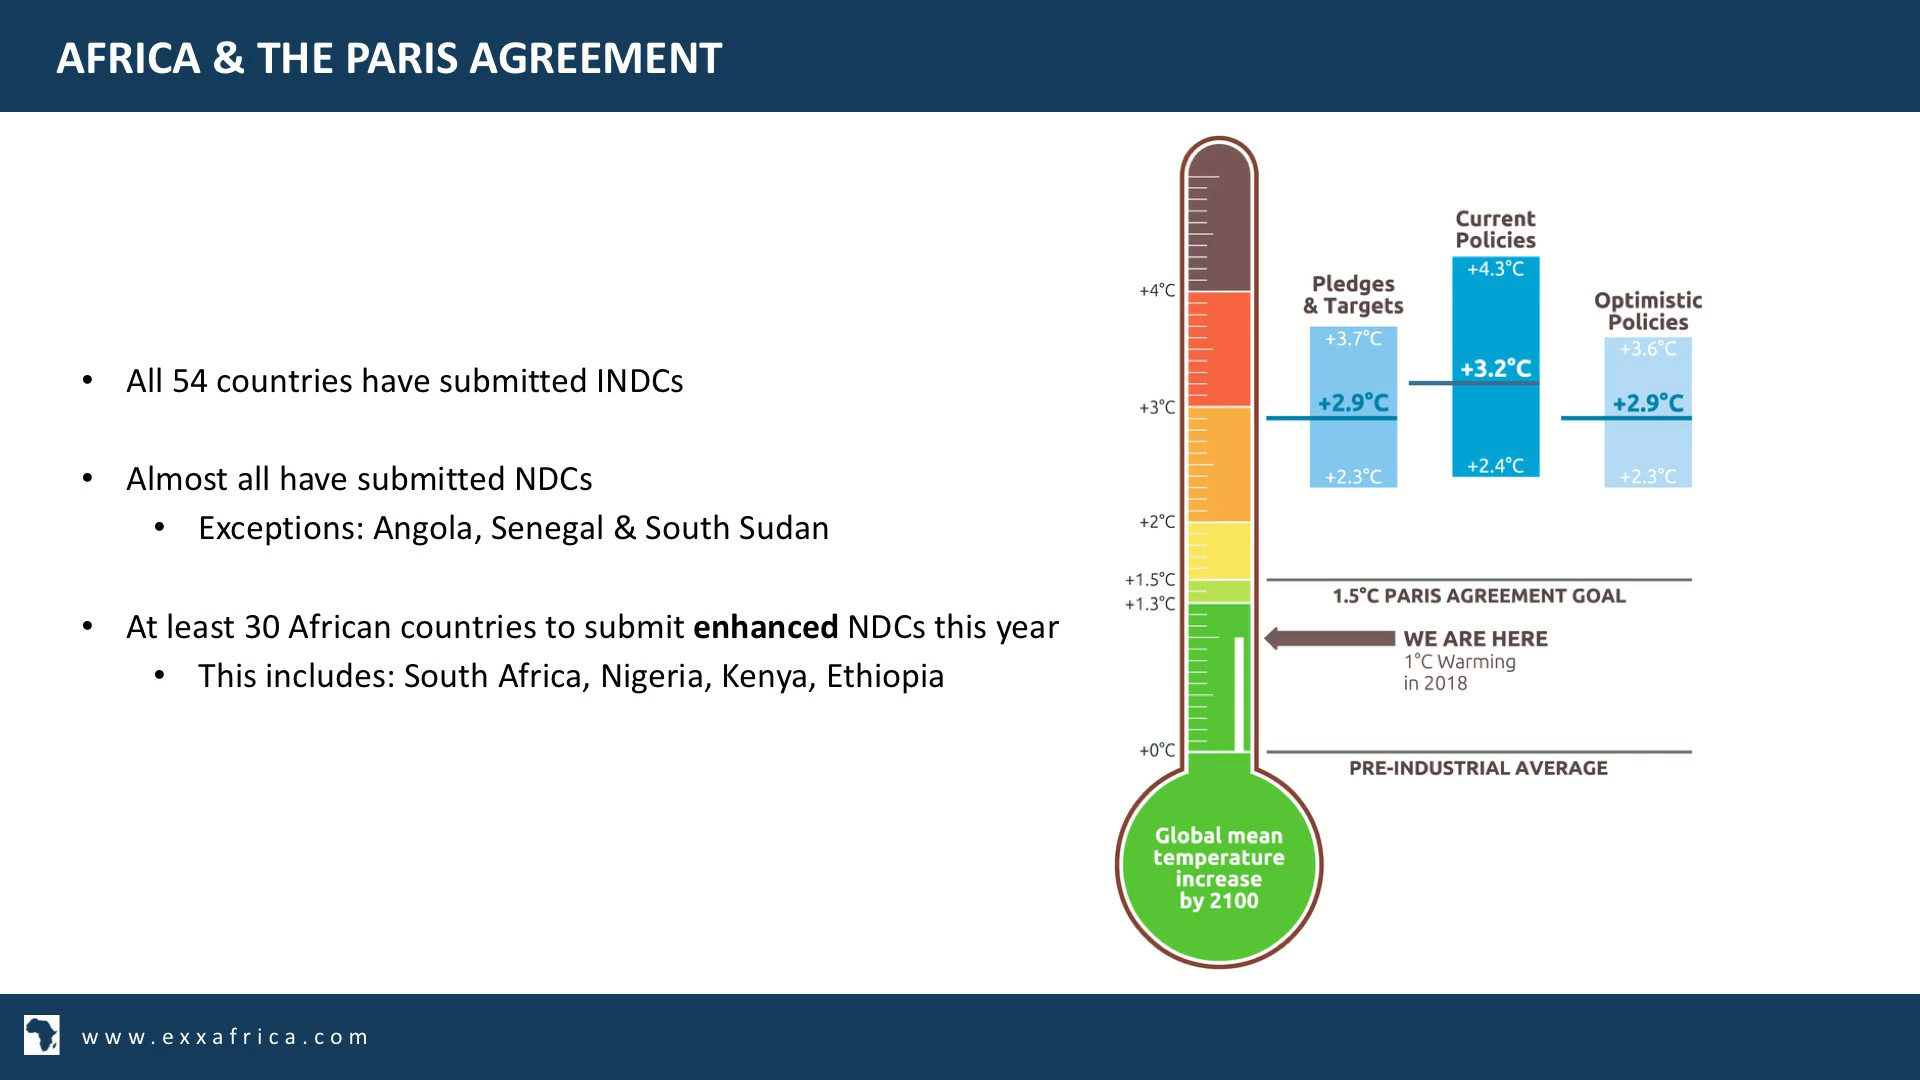 AFRICA & THE PARIS AGREEMENT
• All 54 countries have submitted INDCs
• Almost all have submitted NDCs
• Exceptions: Angola, Senegal & South Sudan
• At least 30 African countries to submit enhanced NDCs this year
• This includes: South Africa, Nigeria, Kenya, Ethiopia
+4°C
+3°C
+2°C
+1.5°C
+1.3°C
+0°C
Global mean
temperature
increase
by 2100
Pledges
& Targets
+3.7°C
+2.9°C
+2.3°C
Current
Policies
+4.3°C
+3.2°C
+2.4°C
Optimistic
Policies
+3.6°C
+2.9°C
+2.3°C
1.5°C PARIS AGREEMENT GOAL
WE ARE HERE
1°C Warming
in 2018
PRE-INDUSTRIAL AVERAGE
www.exxafrica.com